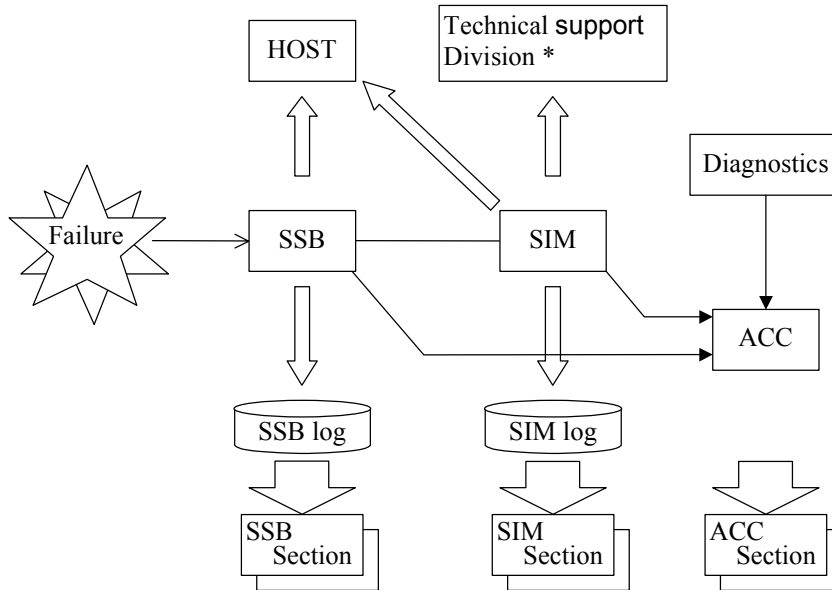 HOST
Technical support
Division *
Diagnostics
Failure
SSB
SIM
ACC
SSB log
SIM log
SSB
Section
SIM
Section
ACC
Section